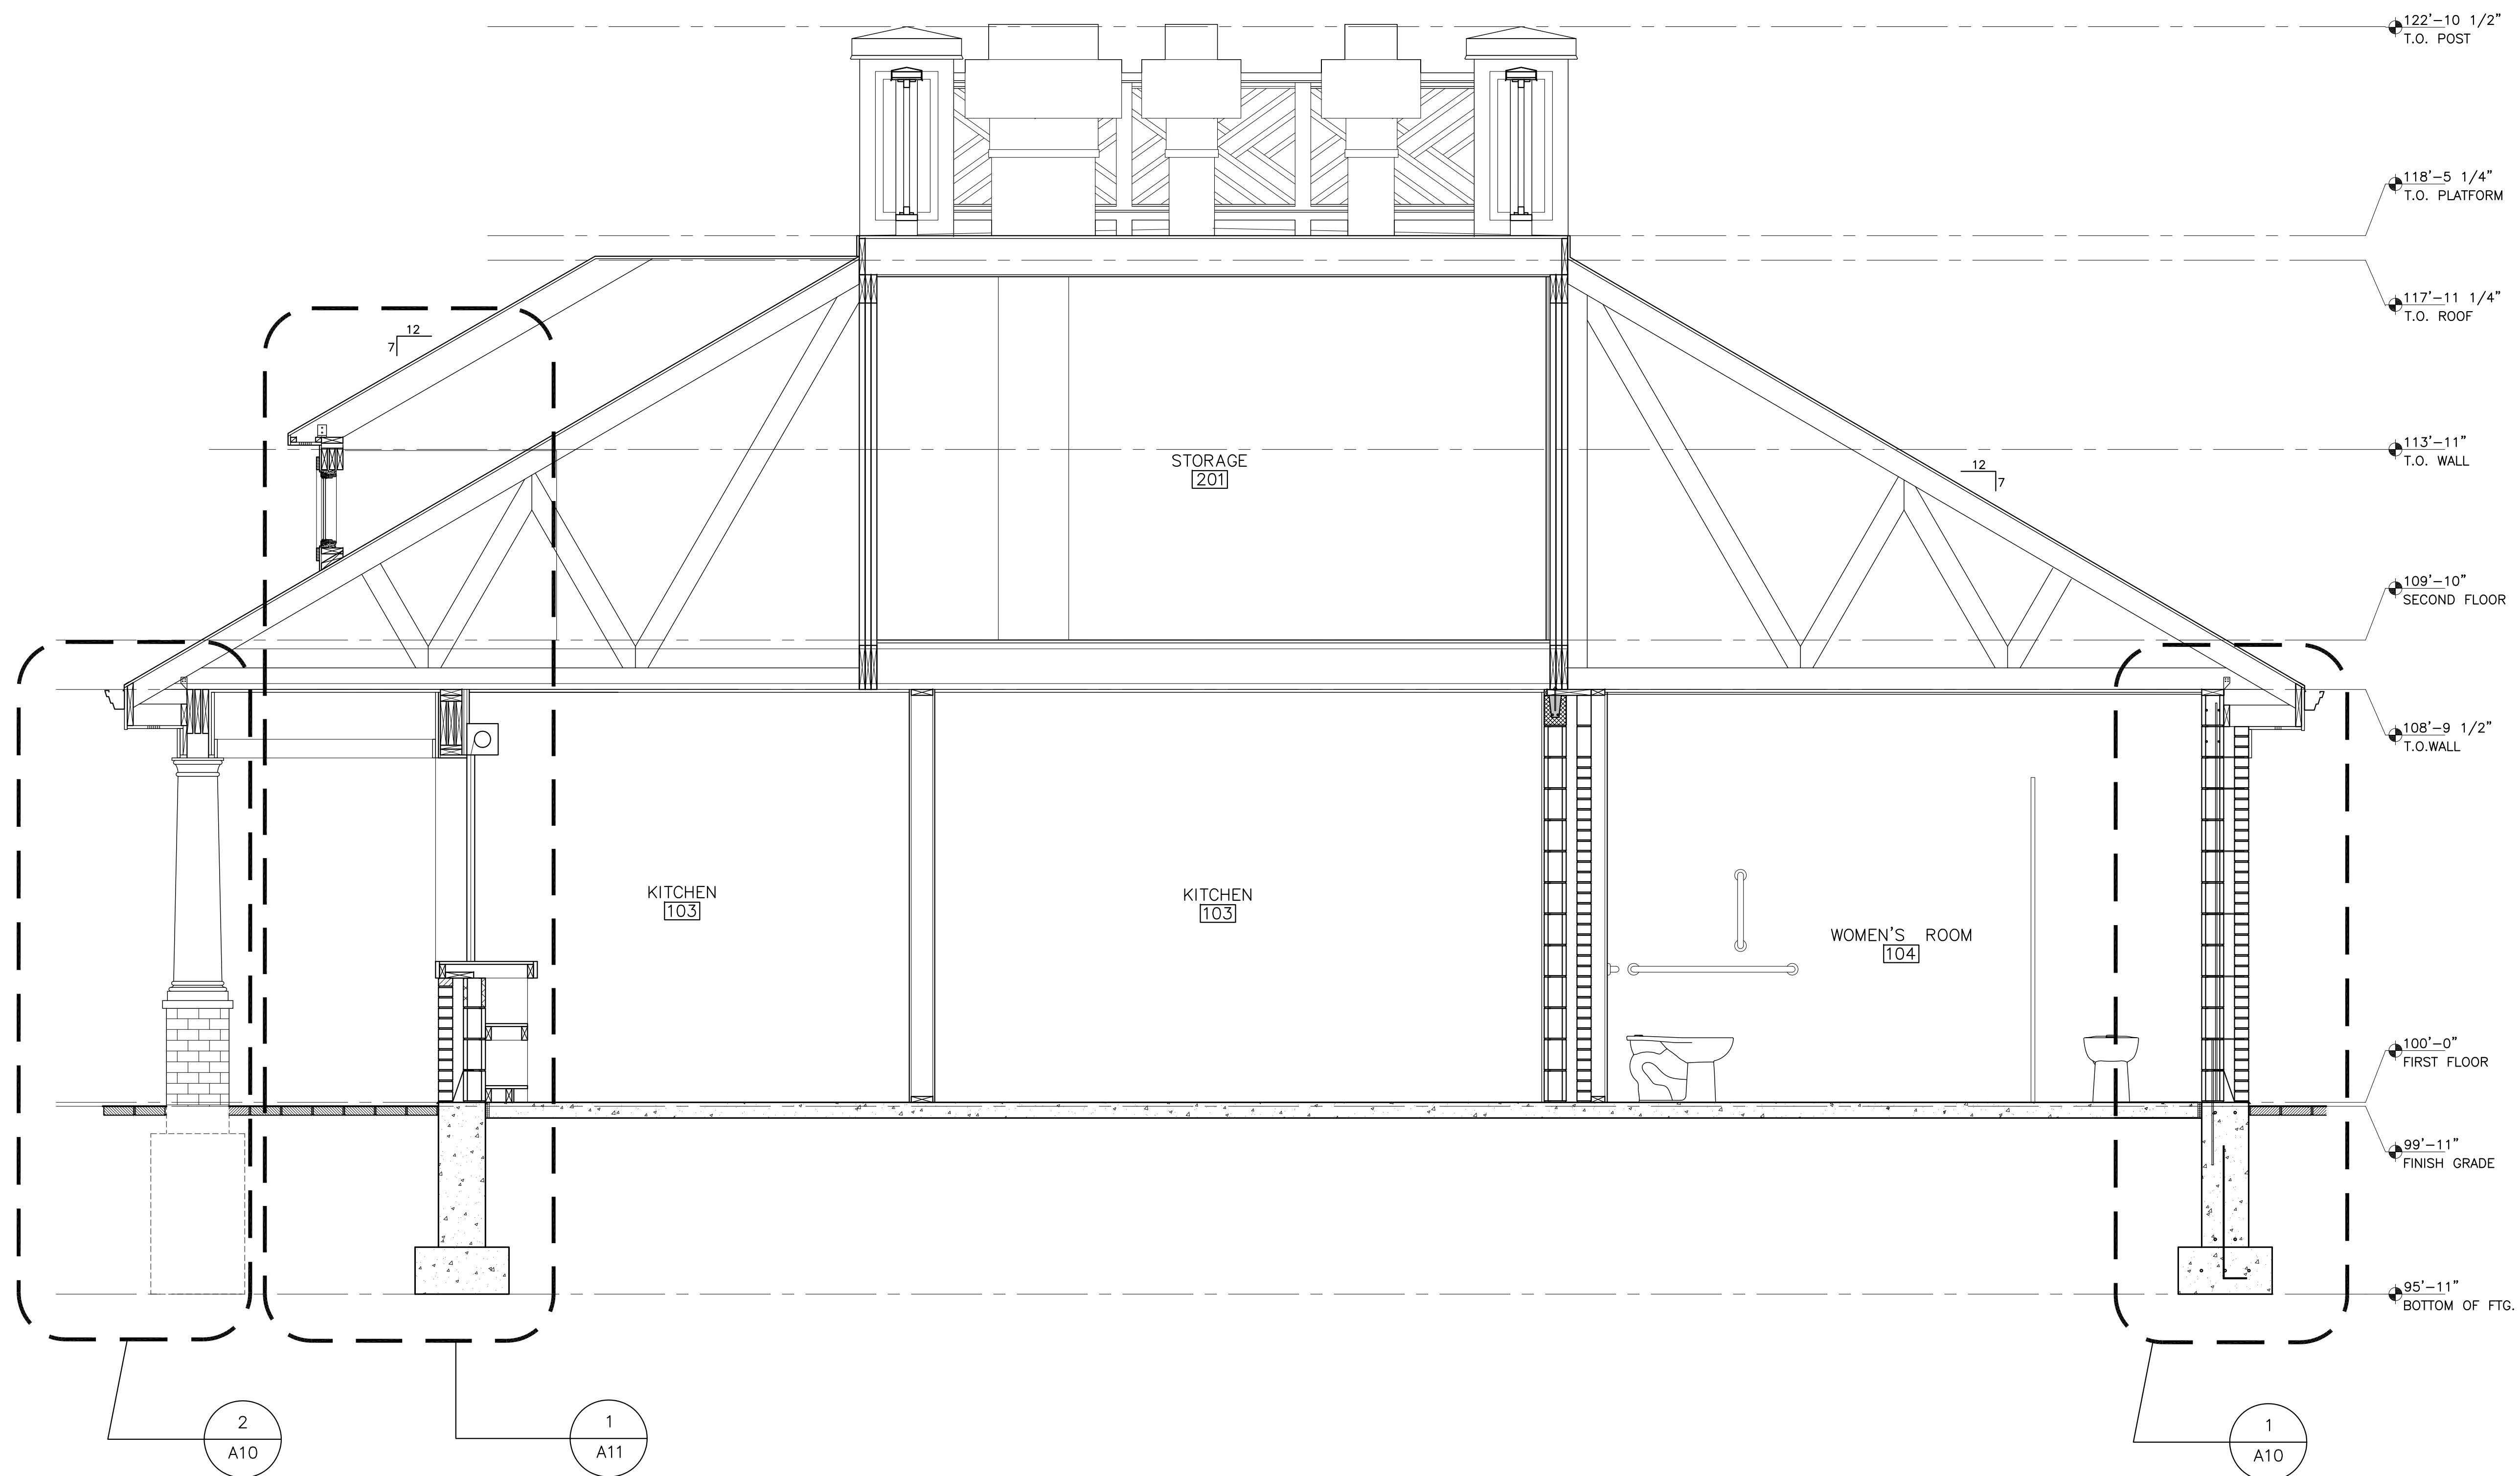 122'-10 1/2"
T.O. POST
118'-5 1/4"
T.O. PLATFORM
117'-11 1/4"
T.O. ROOF
12
7
113'-11"
T.O. WALL
STORAGE
201
12
7
109'-10"
SECOND FLOOR
108'-9 1/2"
T.O.WALL
KITCHEN
103
KITCHEN
103
WOMEN'S ROOM
104
100'-0"
FIRST FLOOR
99'-11"
FINISH GRADE
95'-11"
BOTTOM OF FTG.
2
A10
1
A11
1
A10